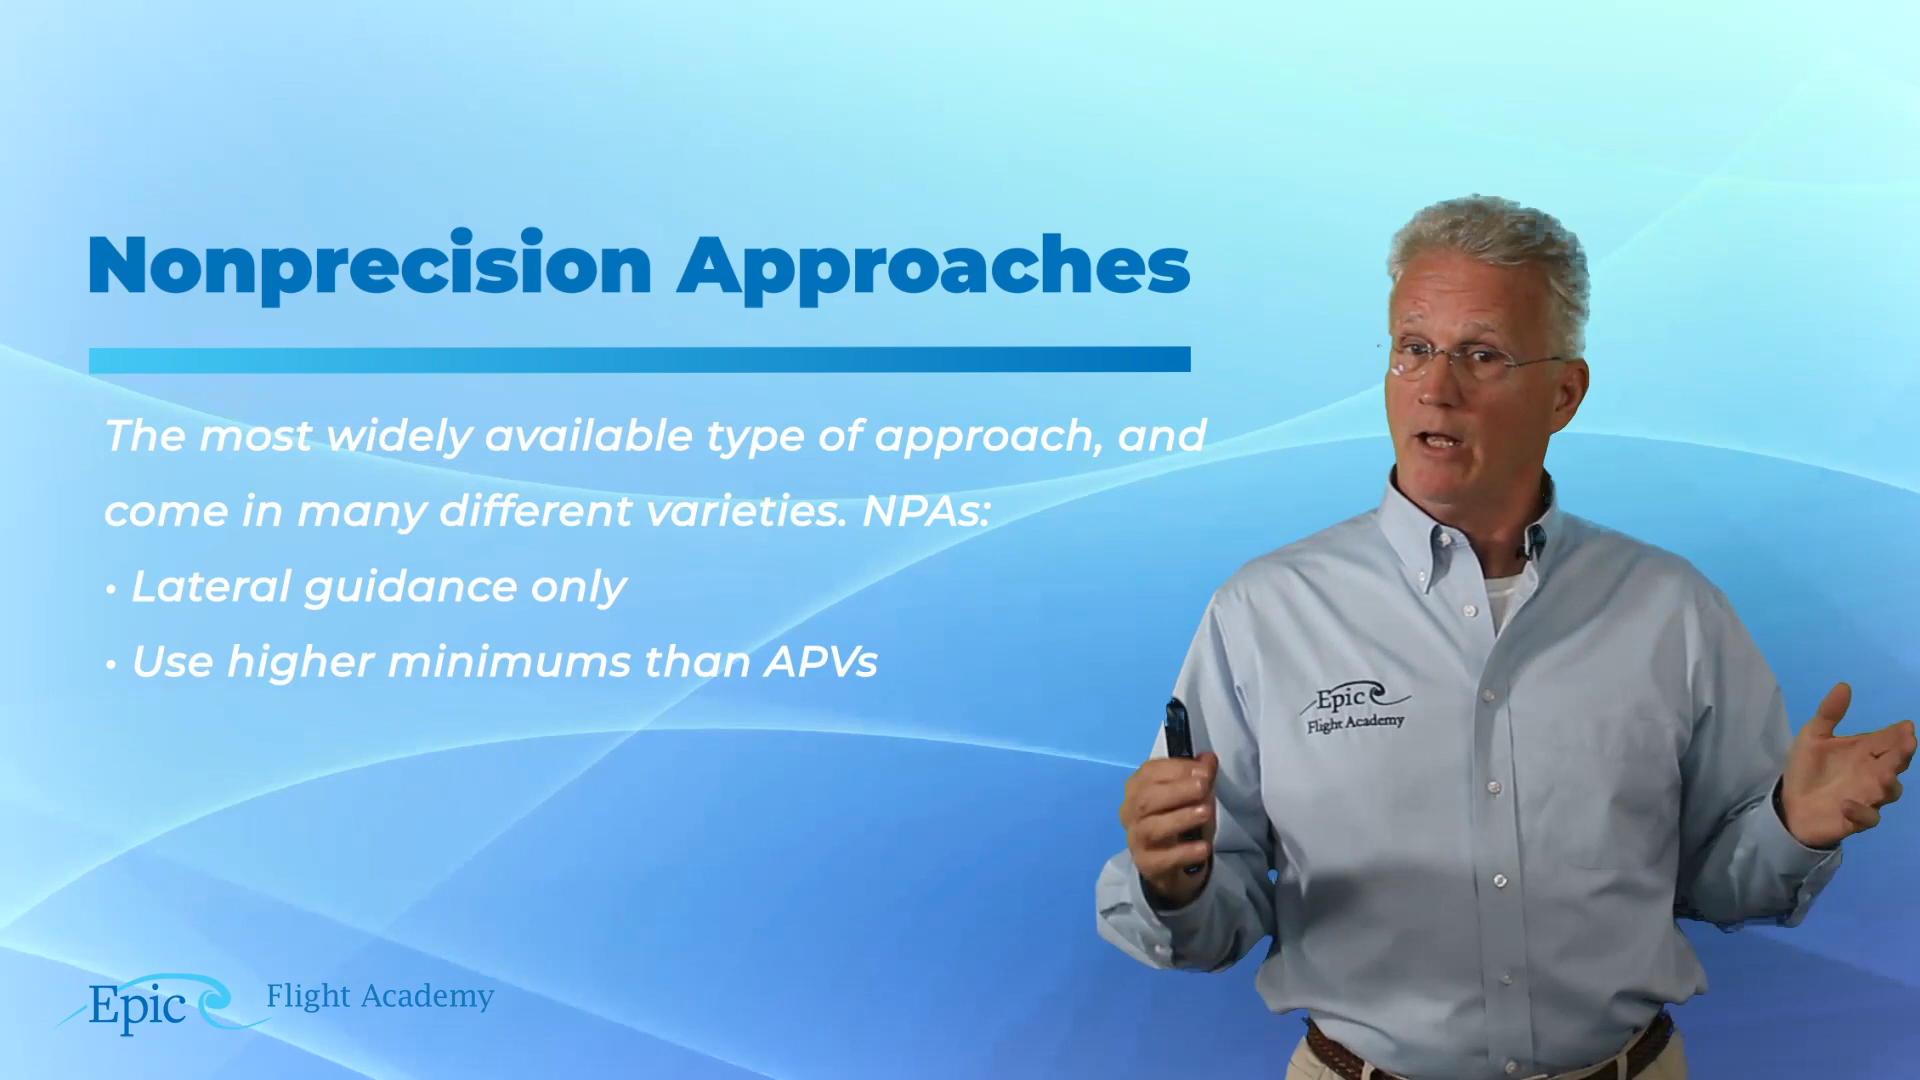 Nonprecision Approaches
The most widely available type of approach, and
come in many different varieties. NPAs:
• Lateral guidance only
• Use higher minimums than APVs
Epic
Flight Academy
Epic Flight Academy